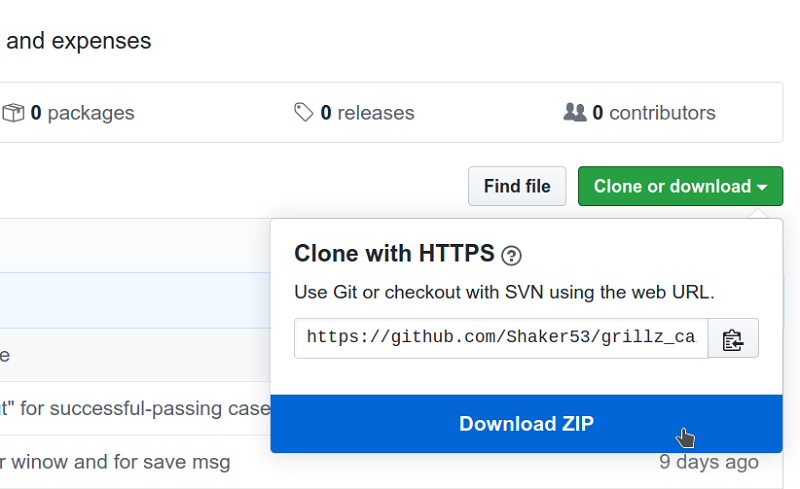 and expenses
0 packages
0 releases
0 contributors
Find file
Clone or download
Clone with HTTPS
Use Git or checkout with SVN using the web URL.
https://github.com/Shaker53/grillz_ca
Download ZIP
" for successful-passing case
winow and for save msg
9 days ago